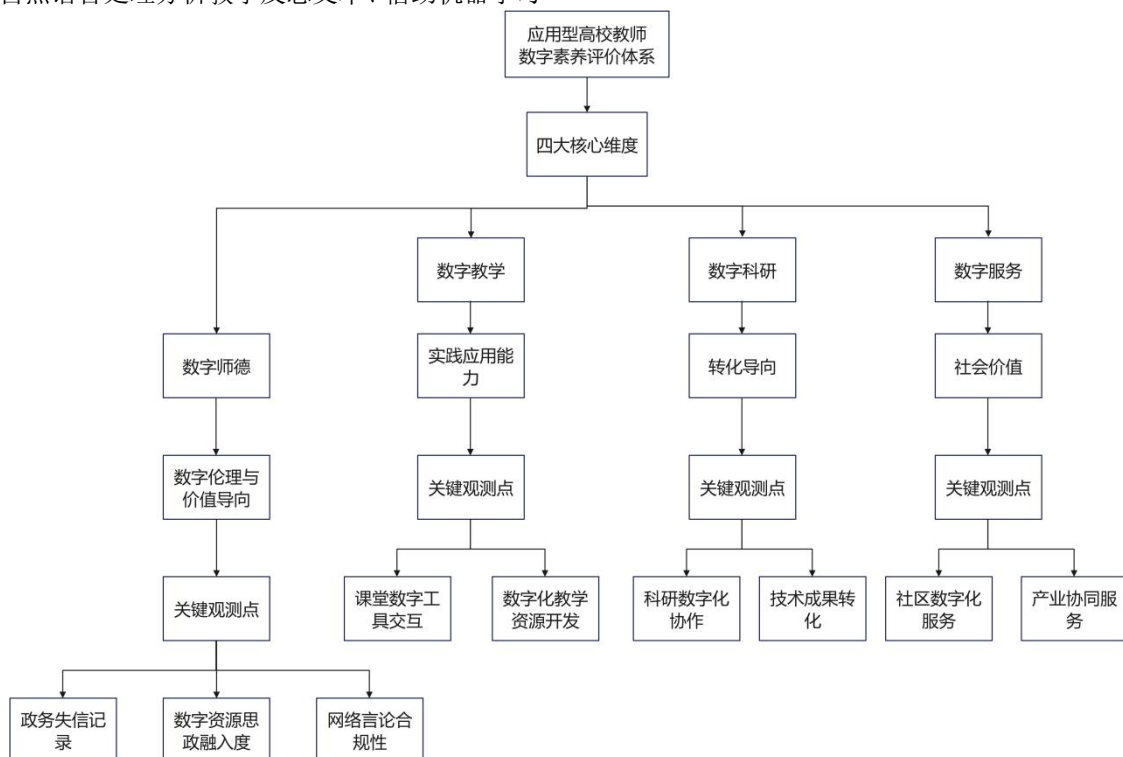 应用型高校教师
数字素养评价体系
四大核心维度
数字教学
数字科研
数字服务
数字师德
实践应用能
力
转化导向
社会价值
数字伦理与
价值导向
关键观测点
关键观测点
关键观测点
关键观测点
课堂数字工
具交互
数字化教学
资源开发
科研数字化
协作
技术成果转
化
社区数字化
服务
产业协同服
务
政务失信记
录
数字资源思
政融入度
网络言论合
规性